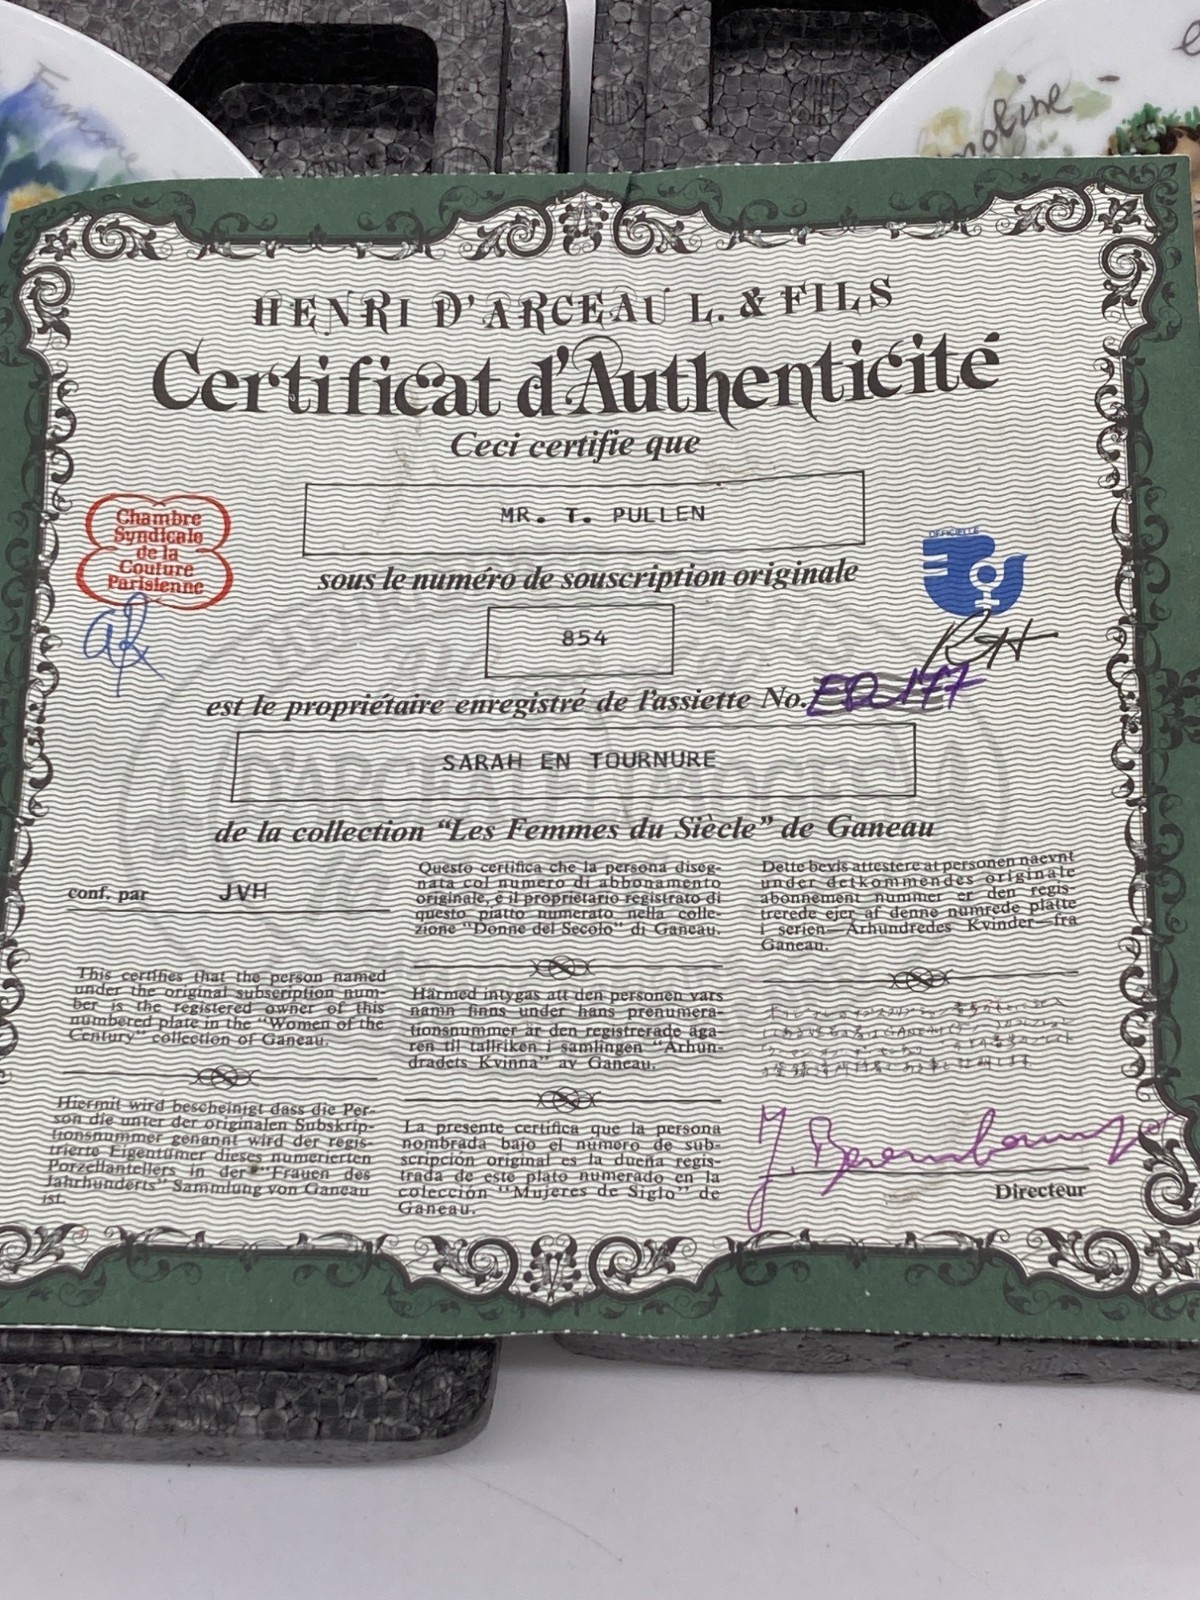 Femme
HENRI D'ARCEAU L. & FILS
Certificat d'Authenticité
Ceci certifie que
MR. T. PULLEN
Chambre
Syndicale
de la
Couture
Parisienne
OFFICIELLE
sous le numéro de souscription originale
854
est le propriétaire enregistré de l'assiette No. ED177
SARAH EN TOURNURE
de la collection "Les Femmes du Siècle" de Ganeau
conf. par JVH
This certifies that the person named
under the original subscription num-
ber is the registered owner of this
numbered plate in the "Women of the
Century" collection of Ganeau.
Hiermit wird bescheinigt dass die Per-
son die unter der originalen Subskrip-
tionsnummer genannt wird der regis-
trierte Eigentümer dieses numerierten
Porzellantellers in der "Frauen des
Jahrhunderts" Sammlung von Ganeau
ist.
Questo certifica che la persona diseg-
nata col numero di abbonamento
originale, è il proprietario registrato di
questo piatto numerato nella colle-
zione "Donne del Secolo" di Ganeau.
Härmed intygas att den personen vars
namn finns under hans prenumera-
tionsnummer är den registrerade äga-
ren til tallriken i samlingen "Århun-
dradets Kvinna" av Ganeau.
La presente certifica que la persona
nombrada bajo el número de sub-
scripción original es la dueña regis-
trada de este plato numerado en la
colección "Mujeres de Siglo" de
Ganeau.
Dette bevis attestere at personen naevnt
under detkommendes originale
abonnement nummer er den regis-
trerede ejer af denne numrede platte
i serien—Århundredes Kvinder—fra
Ganeau.
Directeur